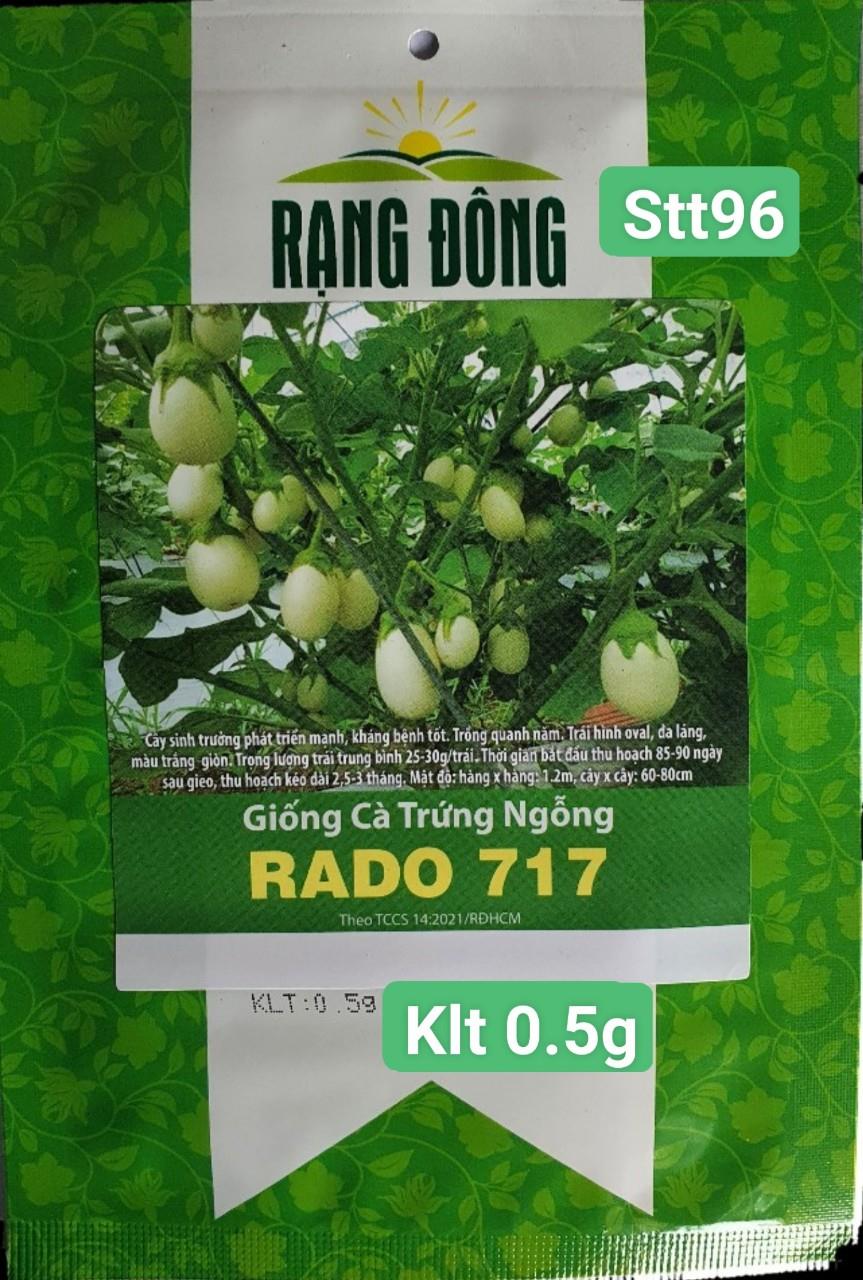 RẠNG ĐÔNG
Stt96
Cây sinh trưởng phát triển mạnh, kháng bệnh tốt. Trồng quanh năm. Trái hình oval, da láng,
màu trắng giòn. Trọng lượng trái trung bình 25-30g/trái. Thời gian bắt đầu thu hoạch 85-90 ngày
sau gieo, thu hoạch kéo dài 2,5-3 tháng. Mật độ: hàng x hàng: 1.2m, cây x cây: 60-80cm
Giống Cà Trứng Ngỗng
RADO 717
Theo TCCS 14:2021/RĐHCM
KLT:0.5g
Klt 0.5g